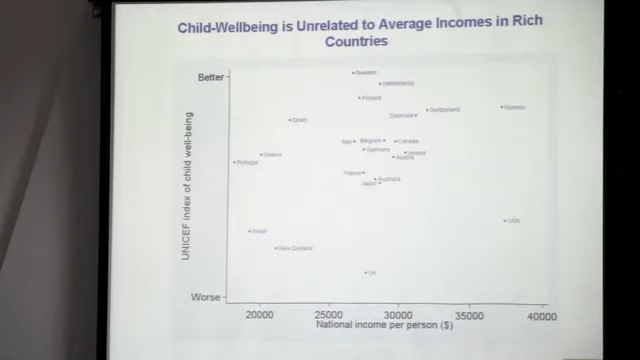 Child-Wellbeing is Unrelated to Average Incomes in Rich
Countries
Better
Sweden
Netherlands
Finland
Denmark
Switzerland
Norway
Spain
Italy
Belgium
Canada
Germany
Ireland
Austria
Greece
Portugal
France
Australia
Japan
USA
Israel
New Zealand
UK
Worse
UNICEF index of child well-being
20000
25000
30000
35000
40000
National income per person ($)